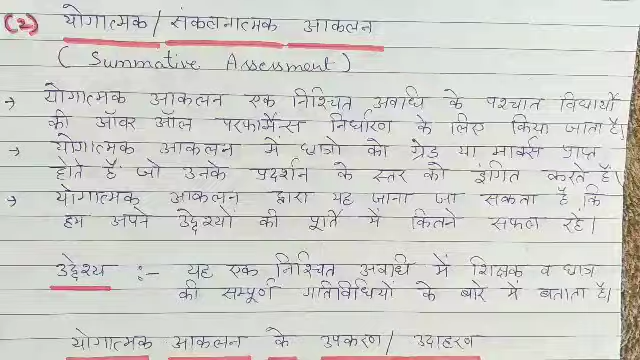 (2) योगात्मक / संकलनात्मक आकलन
( Summative Assessment )
→ योगात्मक आकलन एक निश्चित अवधि के पश्चात विद्यार्थी
की ऑवर ऑल परफॉर्मेन्स निर्धारण के लिए किया जाता है।
→ योगात्मक आकलन में छात्रो को ग्रेड या मार्क्स प्राप्त
होते हैं जो उनके प्रदर्शन के स्तर को इंगित करते हैं।
→ योगात्मक आकलन द्वारा यह जाना जा सकता है कि
हम अपने उद्देश्यों की पूर्ति में कितने सफल रहे।
उद्देश्य :- यह एक निश्चित अवधि में शिक्षक व छात्र
की सम्पूर्ण गतिविधियों के बारे में बताता है।
योगात्मक आकलन के उपकरण / उदाहरण